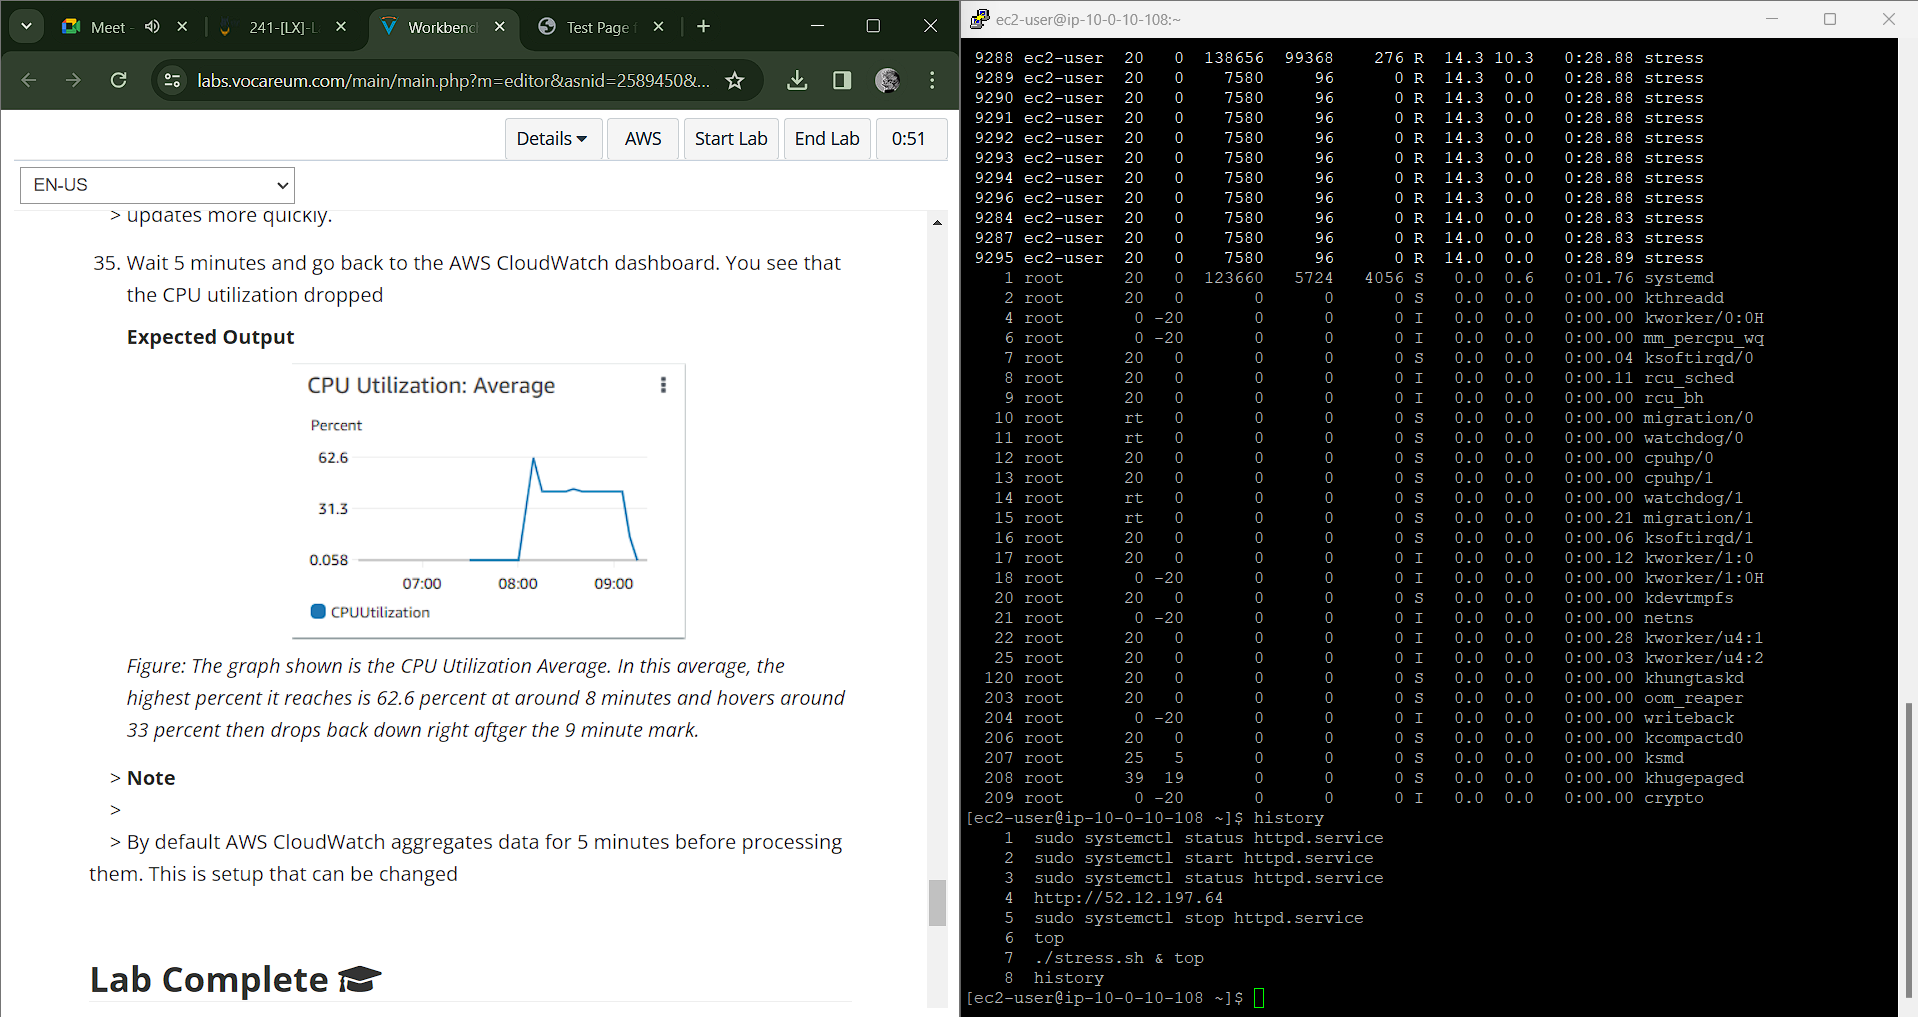 Meet -
241-[LX]-L
Workbenc
Test Page f
labs.vocareum.com/main/main.php?m=editor&asnid=2589450&...
Details
AWS
Start Lab
End Lab
0:51
EN-US
> updates more quickly.
35. Wait 5 minutes and go back to the AWS CloudWatch dashboard. You see that
the CPU utilization dropped
Expected Output
CPU Utilization: Average
Percent
62.6
31.3
0.058
07:00 08:00 09:00
CPUUtilization
Figure: The graph shown is the CPU Utilization Average. In this average, the
highest percent it reaches is 62.6 percent at around 8 minutes and hovers around
33 percent then drops back down right aftger the 9 minute mark.
> Note
>
> By default AWS CloudWatch aggregates data for 5 minutes before processing
them. This is setup that can be changed
Lab Complete
ec2-user@ip-10-0-10-108:~
9288 ec2-user 20 0 138656 99368 276 R 14.3 10.3 0:28.88 stress
9289 ec2-user 20 0 7580 96 0 R 14.3 0.0 0:28.88 stress
9290 ec2-user 20 0 7580 96 0 R 14.3 0.0 0:28.88 stress
9291 ec2-user 20 0 7580 96 0 R 14.3 0.0 0:28.88 stress
9292 ec2-user 20 0 7580 96 0 R 14.3 0.0 0:28.88 stress
9293 ec2-user 20 0 7580 96 0 R 14.3 0.0 0:28.88 stress
9294 ec2-user 20 0 7580 96 0 R 14.3 0.0 0:28.88 stress
9296 ec2-user 20 0 7580 96 0 R 14.3 0.0 0:28.88 stress
9284 ec2-user 20 0 7580 96 0 R 14.0 0.0 0:28.83 stress
9287 ec2-user 20 0 7580 96 0 R 14.0 0.0 0:28.83 stress
9295 ec2-user 20 0 7580 96 0 R 14.0 0.0 0:28.89 stress
1 root 20 0 123660 5724 4056 S 0.0 0.6 0:01.76 systemd
2 root 20 0 0 0 0 S 0.0 0.0 0:00.00 kthreadd
4 root 0 -20 0 0 0 I 0.0 0.0 0:00.00 kworker/0:0H
6 root 0 -20 0 0 0 I 0.0 0.0 0:00.00 mm_percpu_wq
7 root 20 0 0 0 0 S 0.0 0.0 0:00.04 ksoftirqd/0
8 root 20 0 0 0 0 I 0.0 0.0 0:00.11 rcu_sched
9 root 20 0 0 0 0 I 0.0 0.0 0:00.00 rcu_bh
10 root rt 0 0 0 0 S 0.0 0.0 0:00.00 migration/0
11 root rt 0 0 0 0 S 0.0 0.0 0:00.00 watchdog/0
12 root 20 0 0 0 0 S 0.0 0.0 0:00.00 cpuhp/0
13 root 20 0 0 0 0 S 0.0 0.0 0:00.00 cpuhp/1
14 root rt 0 0 0 0 S 0.0 0.0 0:00.00 watchdog/1
15 root rt 0 0 0 0 S 0.0 0.0 0:00.21 migration/1
16 root 20 0 0 0 0 S 0.0 0.0 0:00.06 ksoftirqd/1
17 root 20 0 0 0 0 I 0.0 0.0 0:00.12 kworker/1:0
18 root 0 -20 0 0 0 I 0.0 0.0 0:00.00 kworker/1:0H
20 root 20 0 0 0 0 S 0.0 0.0 0:00.00 kdevtmpfs
21 root 0 -20 0 0 0 I 0.0 0.0 0:00.00 netns
22 root 20 0 0 0 0 I 0.0 0.0 0:00.28 kworker/u4:1
25 root 20 0 0 0 0 I 0.0 0.0 0:00.03 kworker/u4:2
120 root 20 0 0 0 0 S 0.0 0.0 0:00.00 khungtaskd
203 root 20 0 0 0 0 S 0.0 0.0 0:00.00 oom_reaper
204 root 0 -20 0 0 0 I 0.0 0.0 0:00.00 writeback
206 root 20 0 0 0 0 S 0.0 0.0 0:00.00 kcompactd0
207 root 25 5 0 0 0 S 0.0 0.0 0:00.00 ksmd
208 root 39 19 0 0 0 S 0.0 0.0 0:00.00 khugepaged
209 root 0 -20 0 0 0 I 0.0 0.0 0:00.00 crypto
[ec2-user@ip-10-0-10-108 ~]$ history
1 sudo systemctl status httpd.service
2 sudo systemctl start httpd.service
3 sudo systemctl status httpd.service
4 http://52.12.197.64
5 sudo systemctl stop httpd.service
6 top
7 ./stress.sh & top
8 history
[ec2-user@ip-10-0-10-108 ~]$